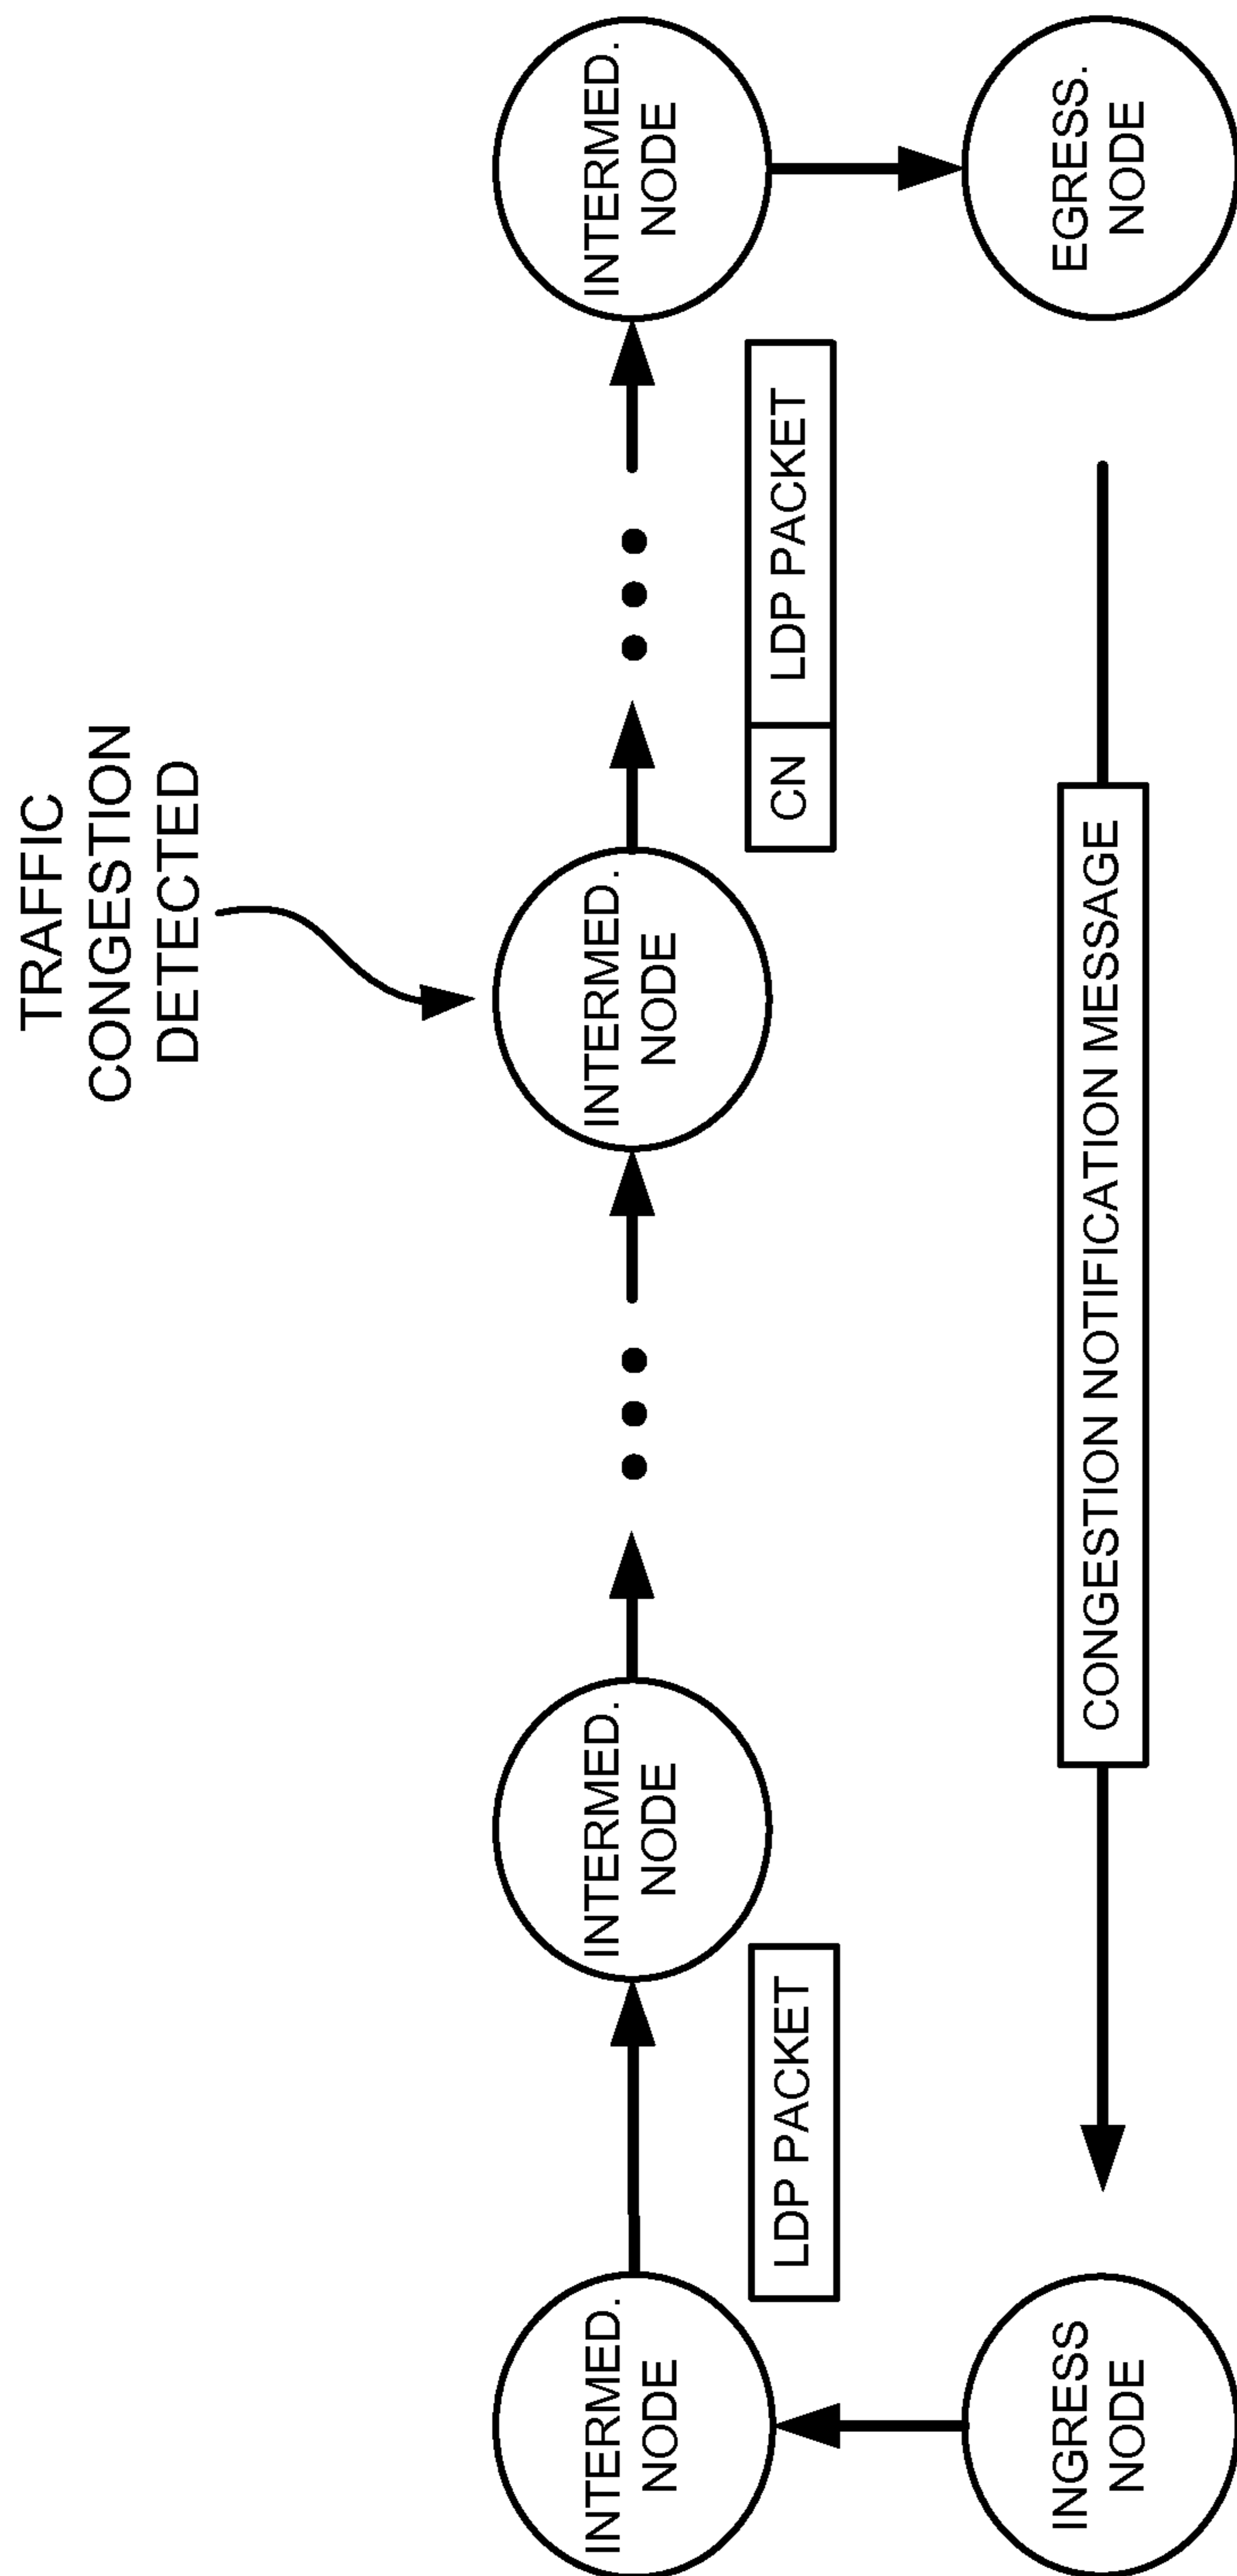 TRAFFIC
CONGESTION
DETECTED
INTERMED.
NODE
INTERMED.
NODE
INTERMED.
NODE
INTERMED.
NODE
LDP PACKET
CN
LDP PACKET
INGRESS
NODE
CONGESTION NOTIFICATION MESSAGE
EGRESS.
NODE